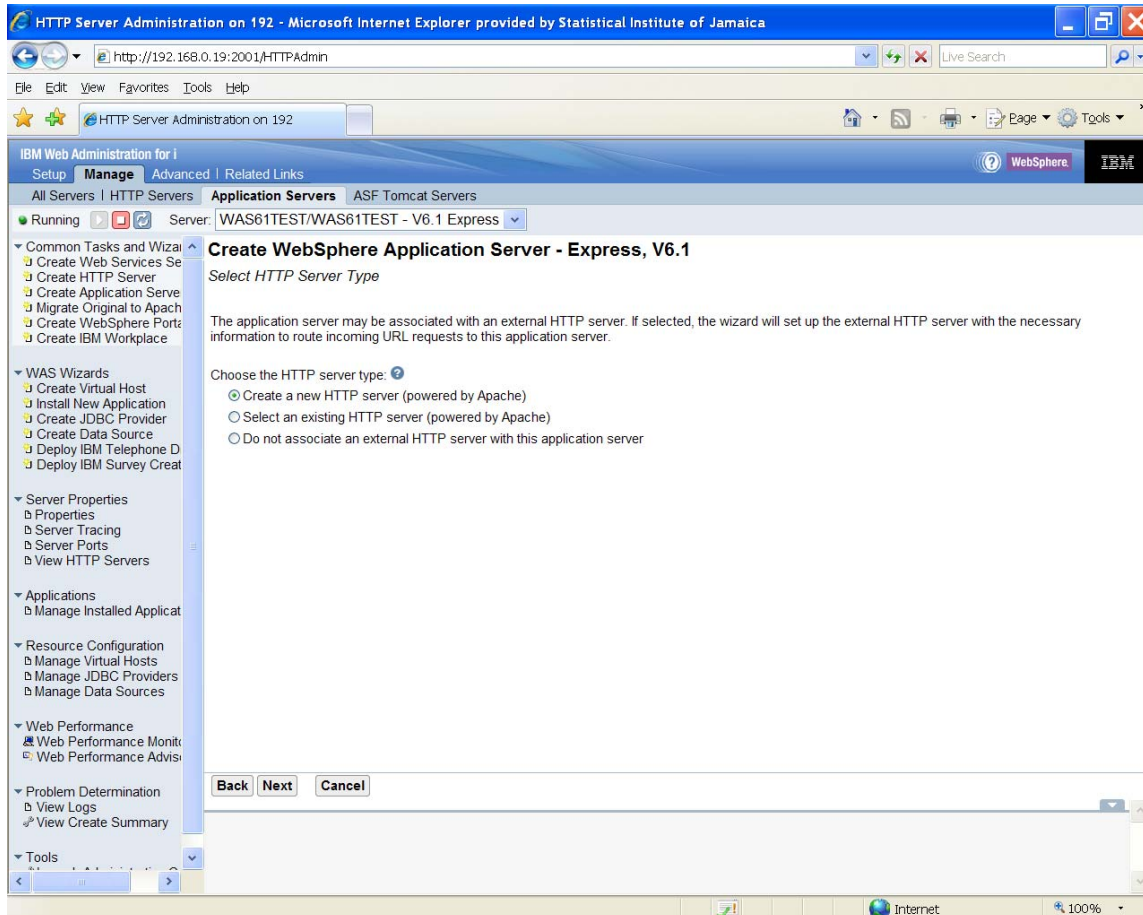 HTTP Server Administration on 192 - Microsoft Internet Explorer provided by Statistical Institute of Jamaica
http://192.168.0.19:2001/HTTPAdmin
Live Search
File Edit View Favorites Tools Help
HTTP Server Administration on 192
Page Tools
IBM Web Administration for i
WebSphere.
IBM
Setup Manage Advanced | Related Links
All Servers | HTTP Servers Application Servers ASF Tomcat Servers
Running Server: WAS61TEST/WAS61TEST - V6.1 Express
Common Tasks and Wizar
Create Web Services Se
Create HTTP Server
Create Application Serve
Migrate Original to Apach
Create WebSphere Porta
Create IBM Workplace
WAS Wizards
Create Virtual Host
Install New Application
Create JDBC Provider
Create Data Source
Deploy IBM Telephone D
Deploy IBM Survey Creat
Server Properties
Properties
Server Tracing
Server Ports
View HTTP Servers
Applications
Manage Installed Applicat
Resource Configuration
Manage Virtual Hosts
Manage JDBC Providers
Manage Data Sources
Web Performance
Web Performance Monito
Web Performance Advis
Problem Determination
View Logs
View Create Summary
Tools
Create WebSphere Application Server - Express, V6.1
Select HTTP Server Type
The application server may be associated with an external HTTP server. If selected, the wizard will set up the external HTTP server with the necessary
information to route incoming URL requests to this application server.
Choose the HTTP server type:
Create a new HTTP server (powered by Apache)
Select an existing HTTP server (powered by Apache)
Do not associate an external HTTP server with this application server
Back Next Cancel
Internet
100%